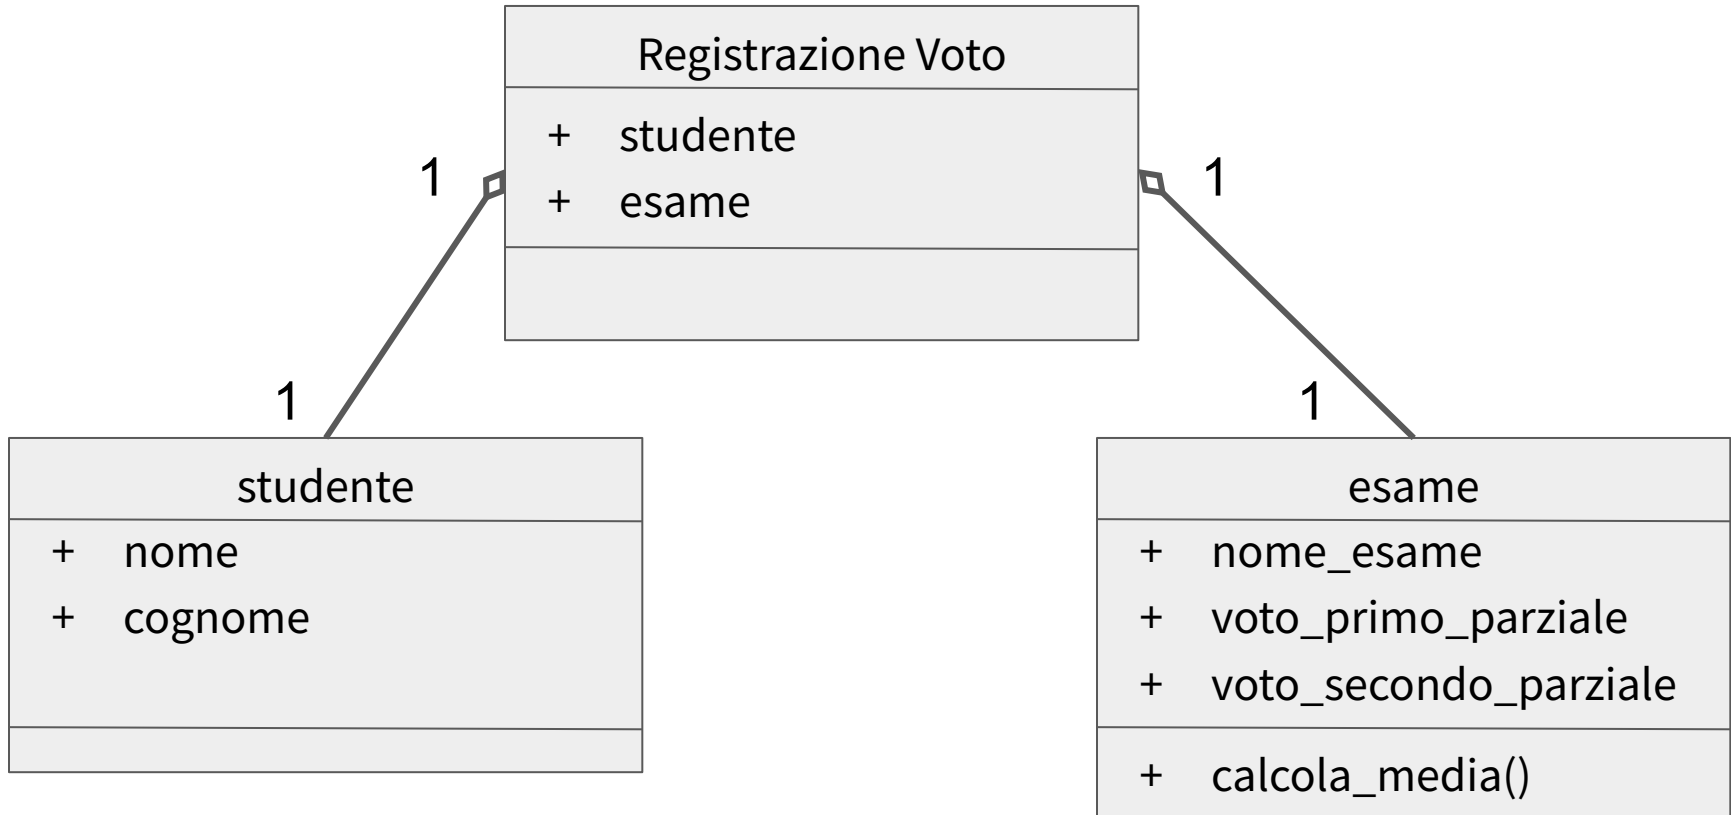 Registrazione Voto
+ studente
+ esame
1
1
1
1
studente
+ nome
+ cognome
esame
+ nome_esame
+ voto_primo_parziale
+ voto_secondo_parziale
+ calcola_media()